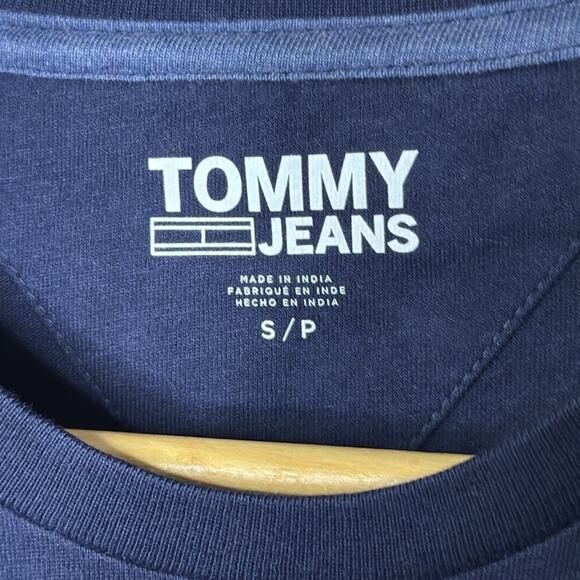 TOMMY
JEANS
MADE IN INDIA
FABRIQUÉ EN INDE
HECHO EN INDIA
S/P